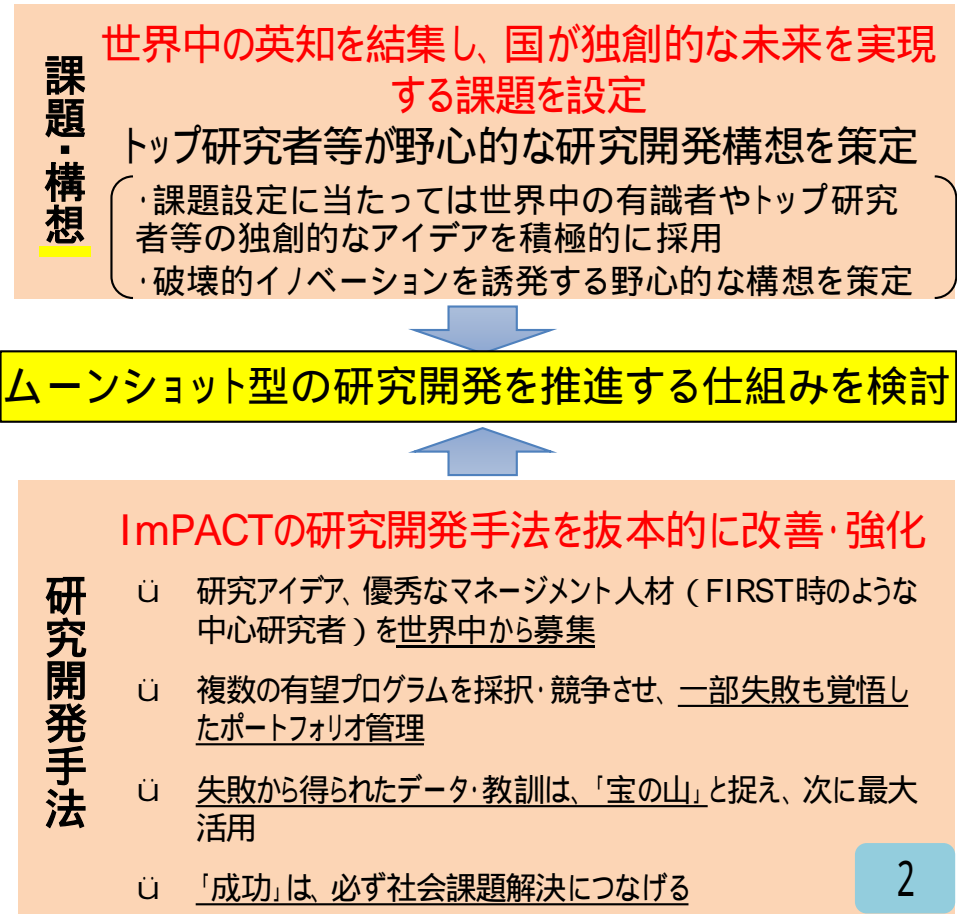 課題・構想
世界中の英知を結集し、国が独創的な未来を実現
する課題を設定
トップ研究者等が野心的な研究開発構想を策定
・課題設定に当たっては世界中の有識者やトップ研究
者等の独創的なアイデアを積極的に採用
・破壊的イノベーションを誘発する野心的な構想を策定
ムーンショット型の研究開発を推進する仕組みを検討
研究開発手法
ImPACTの研究開発手法を抜本的に改善・強化
ü 研究アイデア、優秀なマネージメント人材(FIRST時のような
中心研究者)を世界中から募集
ü 複数の有望プログラムを採択・競争させ、一部失敗も覚悟し
たポートフォリオ管理
ü 失敗から得られたデータ・教訓は、「宝の山」と捉え、次に最大
活用
ü 「成功」は、必ず社会課題解決につなげる
2